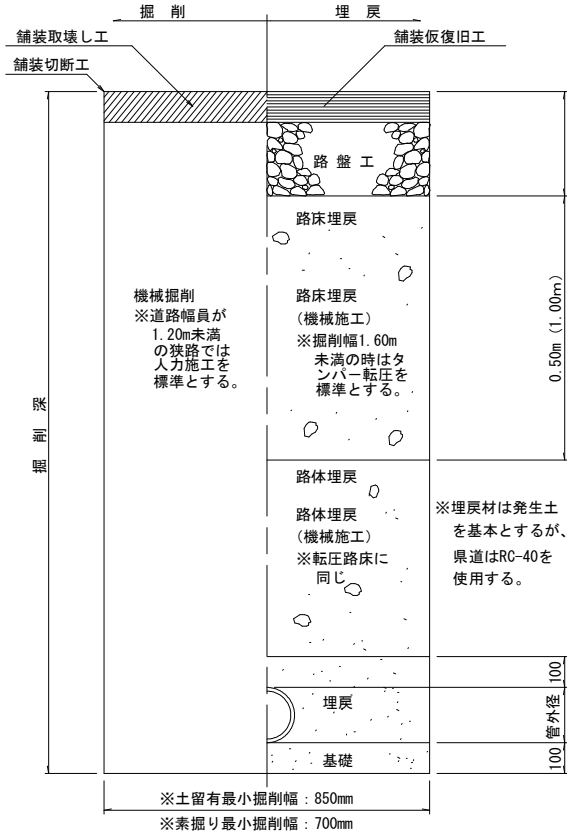 掘 削
埋 戻
舗装取壊し工
舗装仮復旧工
舗装切断工
路 盤 工
路床埋戻
機械掘削
※道路幅員が
1.20m未満
の狭路では
人力施工を
標準とする。
路床埋戻
(機械施工)
※掘削幅1.60m
未満の時はタ
ンパー転圧を
標準とする。
0.50m (1.00m)
掘 削 深
路体埋戻
路体埋戻
(機械施工)
※転圧路床に
同じ
※埋戻材は発生土
を基本とするが、
県道はRC-40を
使用する。
100
埋戻
管外径
基礎
100
※土留有最小掘削幅：850mm
※素掘り最小掘削幅：700mm